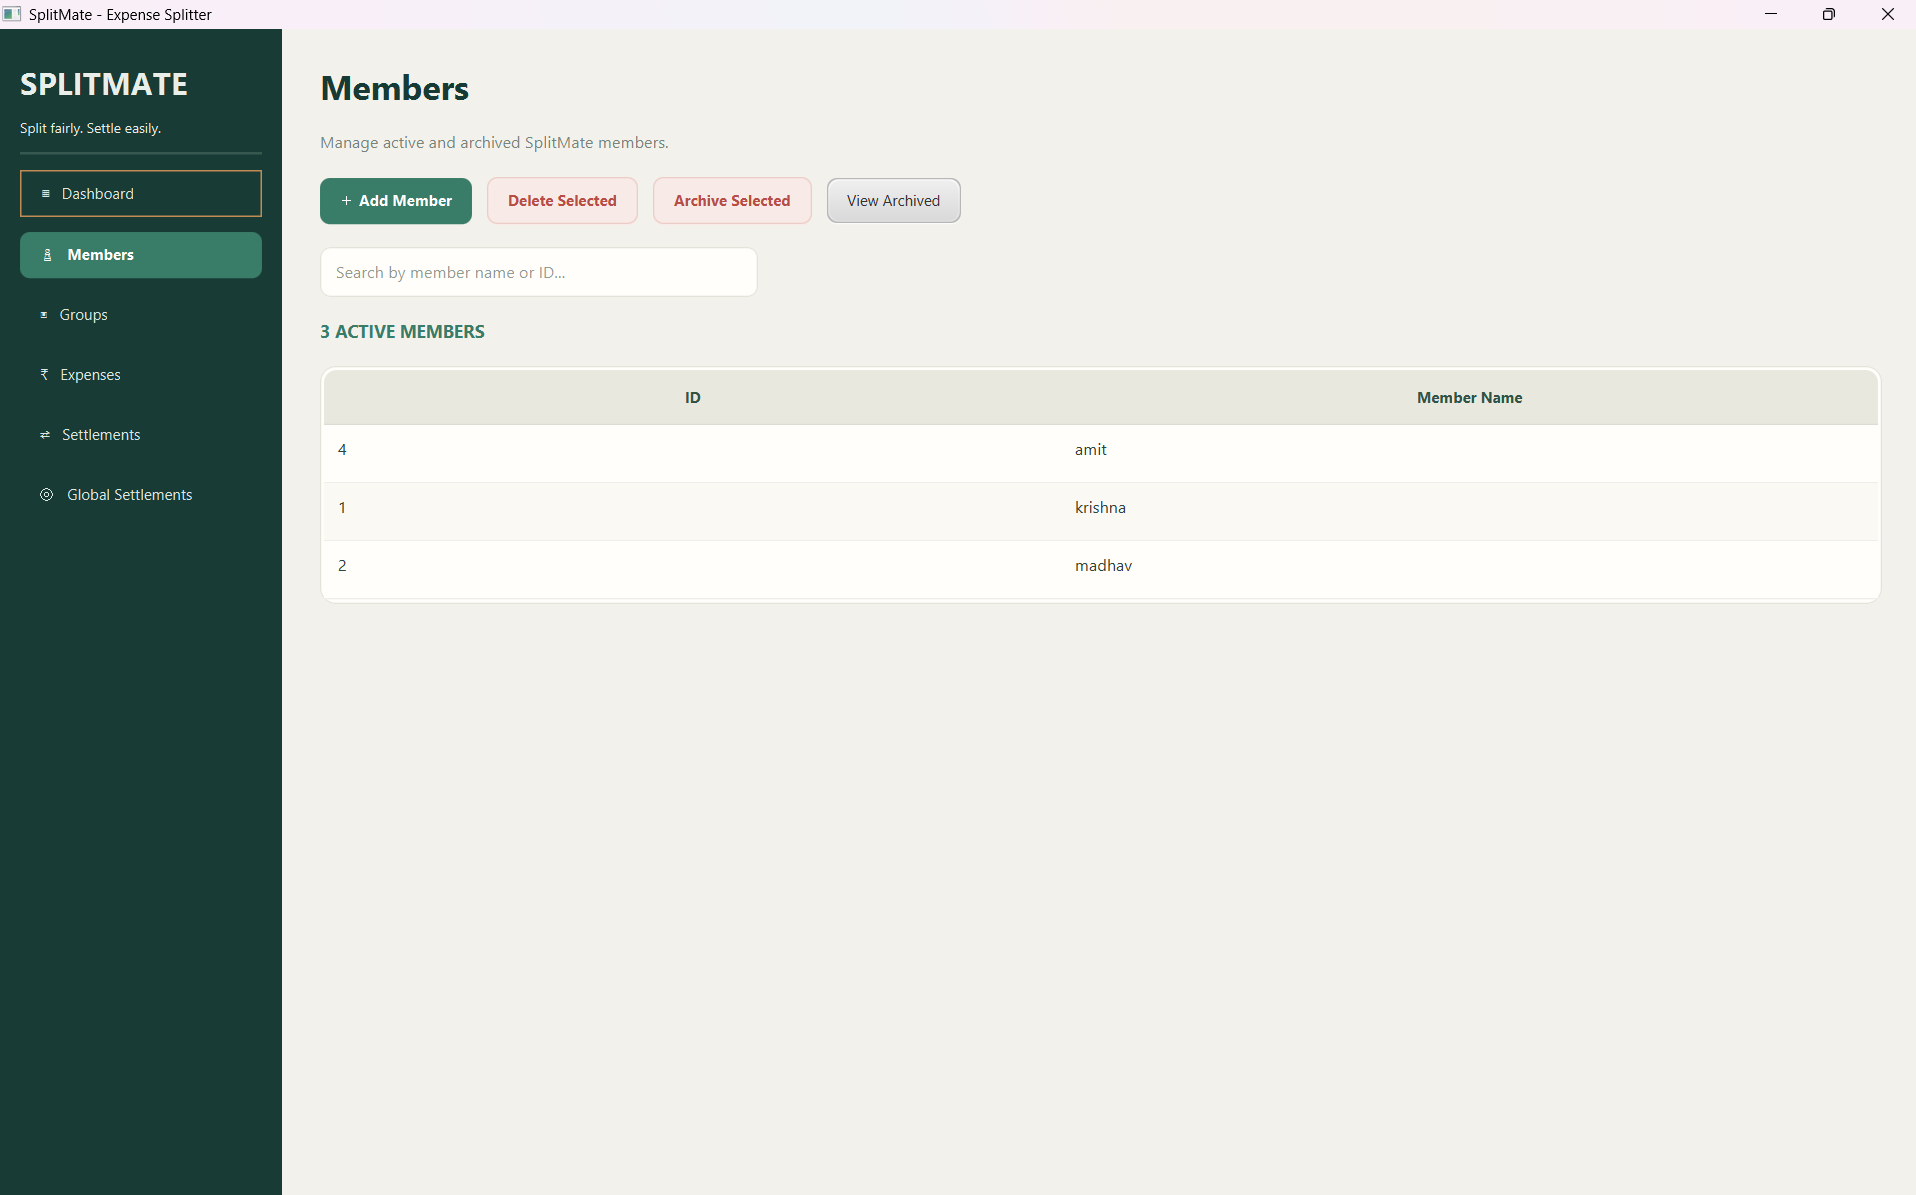 SplitMate - Expense Splitter
SPLITMATE
Split fairly. Settle easily.
Dashboard
Members
Groups
₹ Expenses
⇄ Settlements
◎ Global Settlements
Members
Manage active and archived SplitMate members.
+ Add Member
Delete Selected
Archive Selected
View Archived
Search by member name or ID...
3 ACTIVE MEMBERS
ID Member Name
4 amit
1 krishna
2 madhav